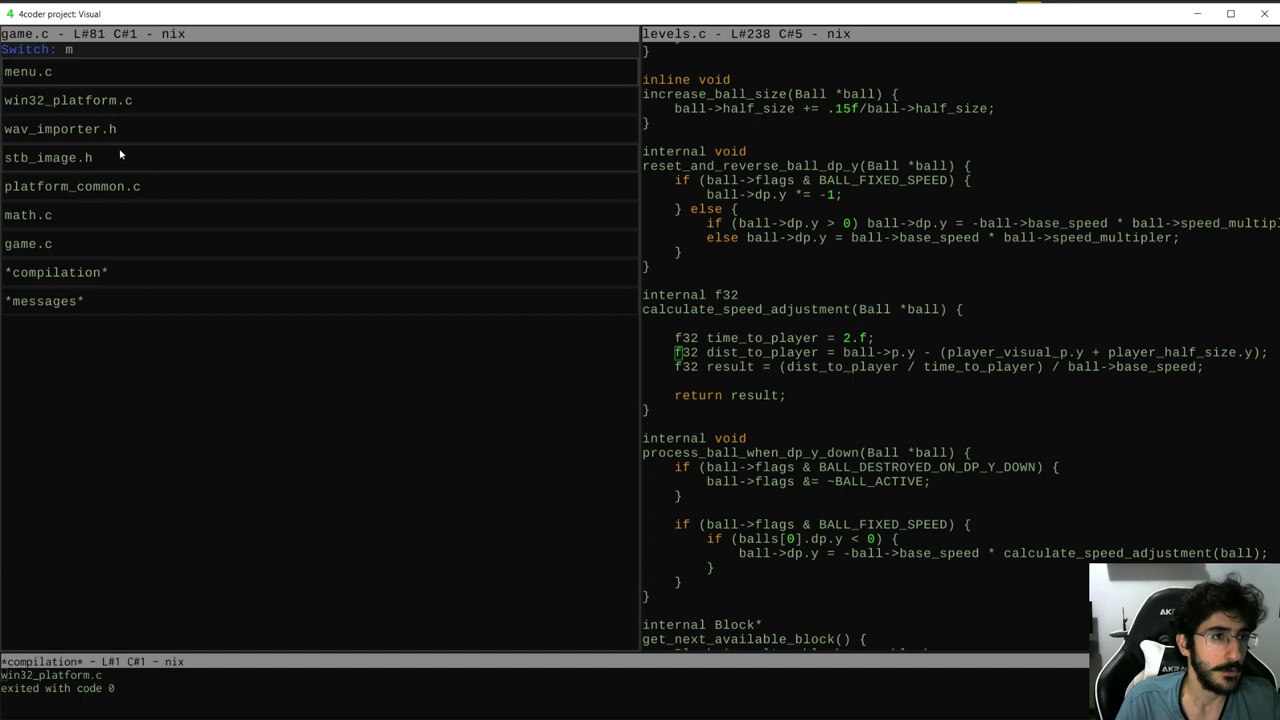 4 4coder project: Visual
game.c - L#81 C#1 - nix
Switch: m
menu.c
win32_platform.c
wav_importer.h
stb_image.h
platform_common.c
math.c
game.c
*compilation*
*messages*
levels.c - L#238 C#5 - nix
}
inline void
increase_ball_size(Ball *ball) {
ball->half_size += .15f/ball->half_size;
}
internal void
reset_and_reverse_ball_dp_y(Ball *ball) {
if (ball->flags & BALL_FIXED_SPEED) {
ball->dp.y *= -1;
} else {
if (ball->dp.y > 0) ball->dp.y = -ball->base_speed * ball->speed_multipl
else ball->dp.y = ball->base_speed * ball->speed_multipler;
}
}
internal f32
calculate_speed_adjustment(Ball *ball) {
f32 time_to_player = 2.f;
f32 dist_to_player = ball->p.y - (player_visual_p.y + player_half_size.y);
f32 result = (dist_to_player / time_to_player) / ball->base_speed;
return result;
}
internal void
process_ball_when_dp_y_down(Ball *ball) {
if (ball->flags & BALL_DESTROYED_ON_DP_Y_DOWN) {
ball->flags &= ~BALL_ACTIVE;
}
if (ball->flags & BALL_FIXED_SPEED) {
if (balls[0].dp.y < 0) {
ball->dp.y = -ball->base_speed * calculate_speed_adjustment(ball);
}
}
}
internal Block*
get_next_available_block() {
*compilation* - L#1 C#1 - nix
win32_platform.c
exited with code 0